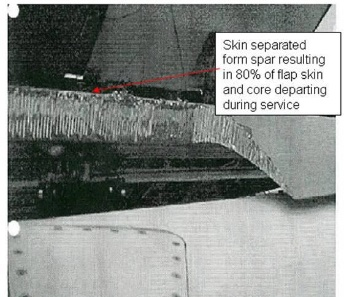 Skin separated
form spar resulting
in 80% of flap skin
and core departing
during service